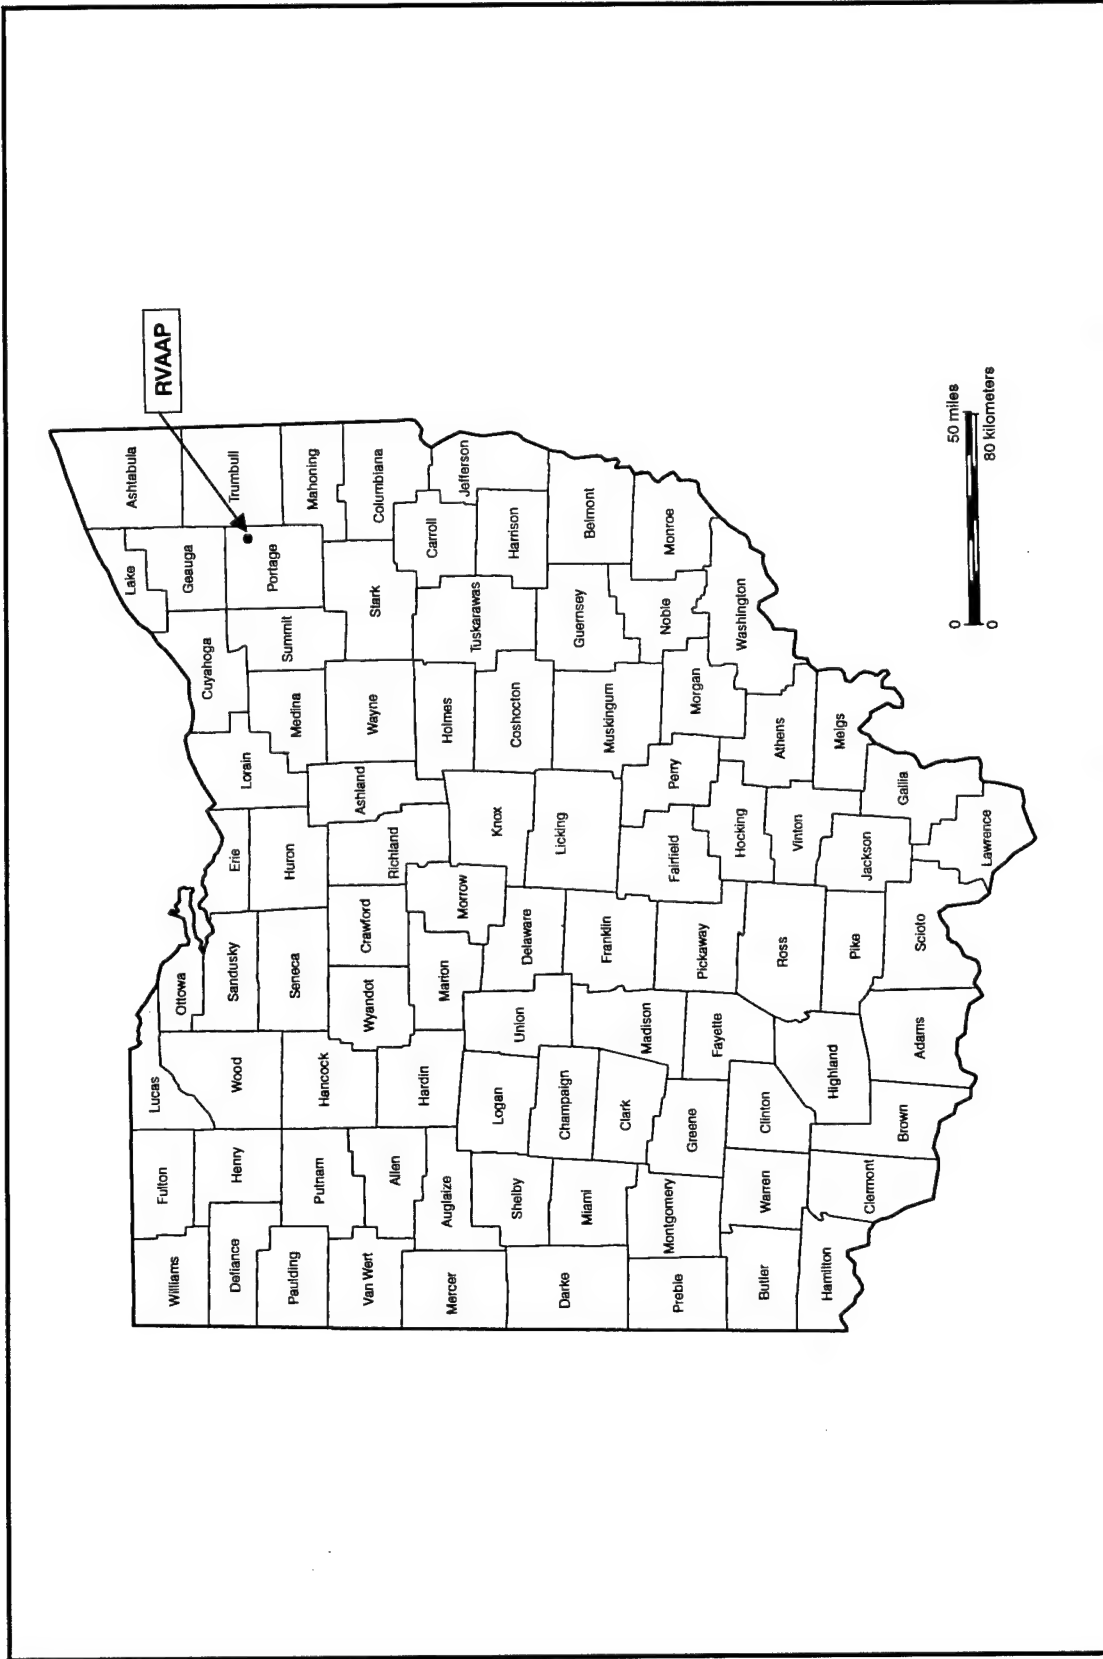 RVAAP
Ashtabula
Lake
Lucas
Fulton
Williams
Geauga
Ottowa
Cuyahoga
Trumbull
Erie
Sandusky
Wood
Henry
Defiance
Lorain
Portage
Summit
Huron
Seneca
Medina
Paulding
Mahoning
Hancock
Putnam
Ashland
Crawford
Wyandot
Van Wert
Columbiana
Stark
Wayne
Richland
Allen
Hardin
Carroll
Holmes
Marion
Auglaize
Mercer
Jefferson
Tuskarawas
Morrow
Knox
Logan
Harrison
Coshocton
Delaware
Union
Shelby
Licking
Champaign
Darke
Belmont
Guernsey
Muskingum
Franklin
Miami
Clark
Monroe
Noble
Perry
Fairfield
Madison
Montgomery
Preble
Morgan
Pickaway
Greene
Fayette
Washington
Hocking
Athens
Clinton
Warren
Butler
Vinton
Ross
Meigs
Highland
Hamilton
Jackson
Pike
Gallia
Clermont
Scioto
Adams
Brown
Lawrence
0 50 miles
0 80 kilometers